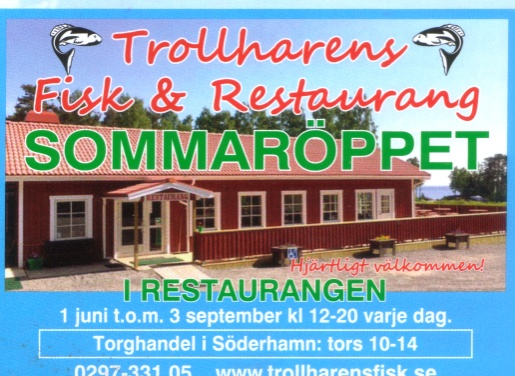 Trollharens
Fisk & Restaurang
SOMMARÖPPET
RESTAURANG
Hjärtligt välkommen!
I RESTAURANGEN
1 juni t.o.m. 3 september kl 12-20 varje dag.
Torghandel i Söderhamn: tors 10-14
0297-331 05 www.trollharensfisk.se